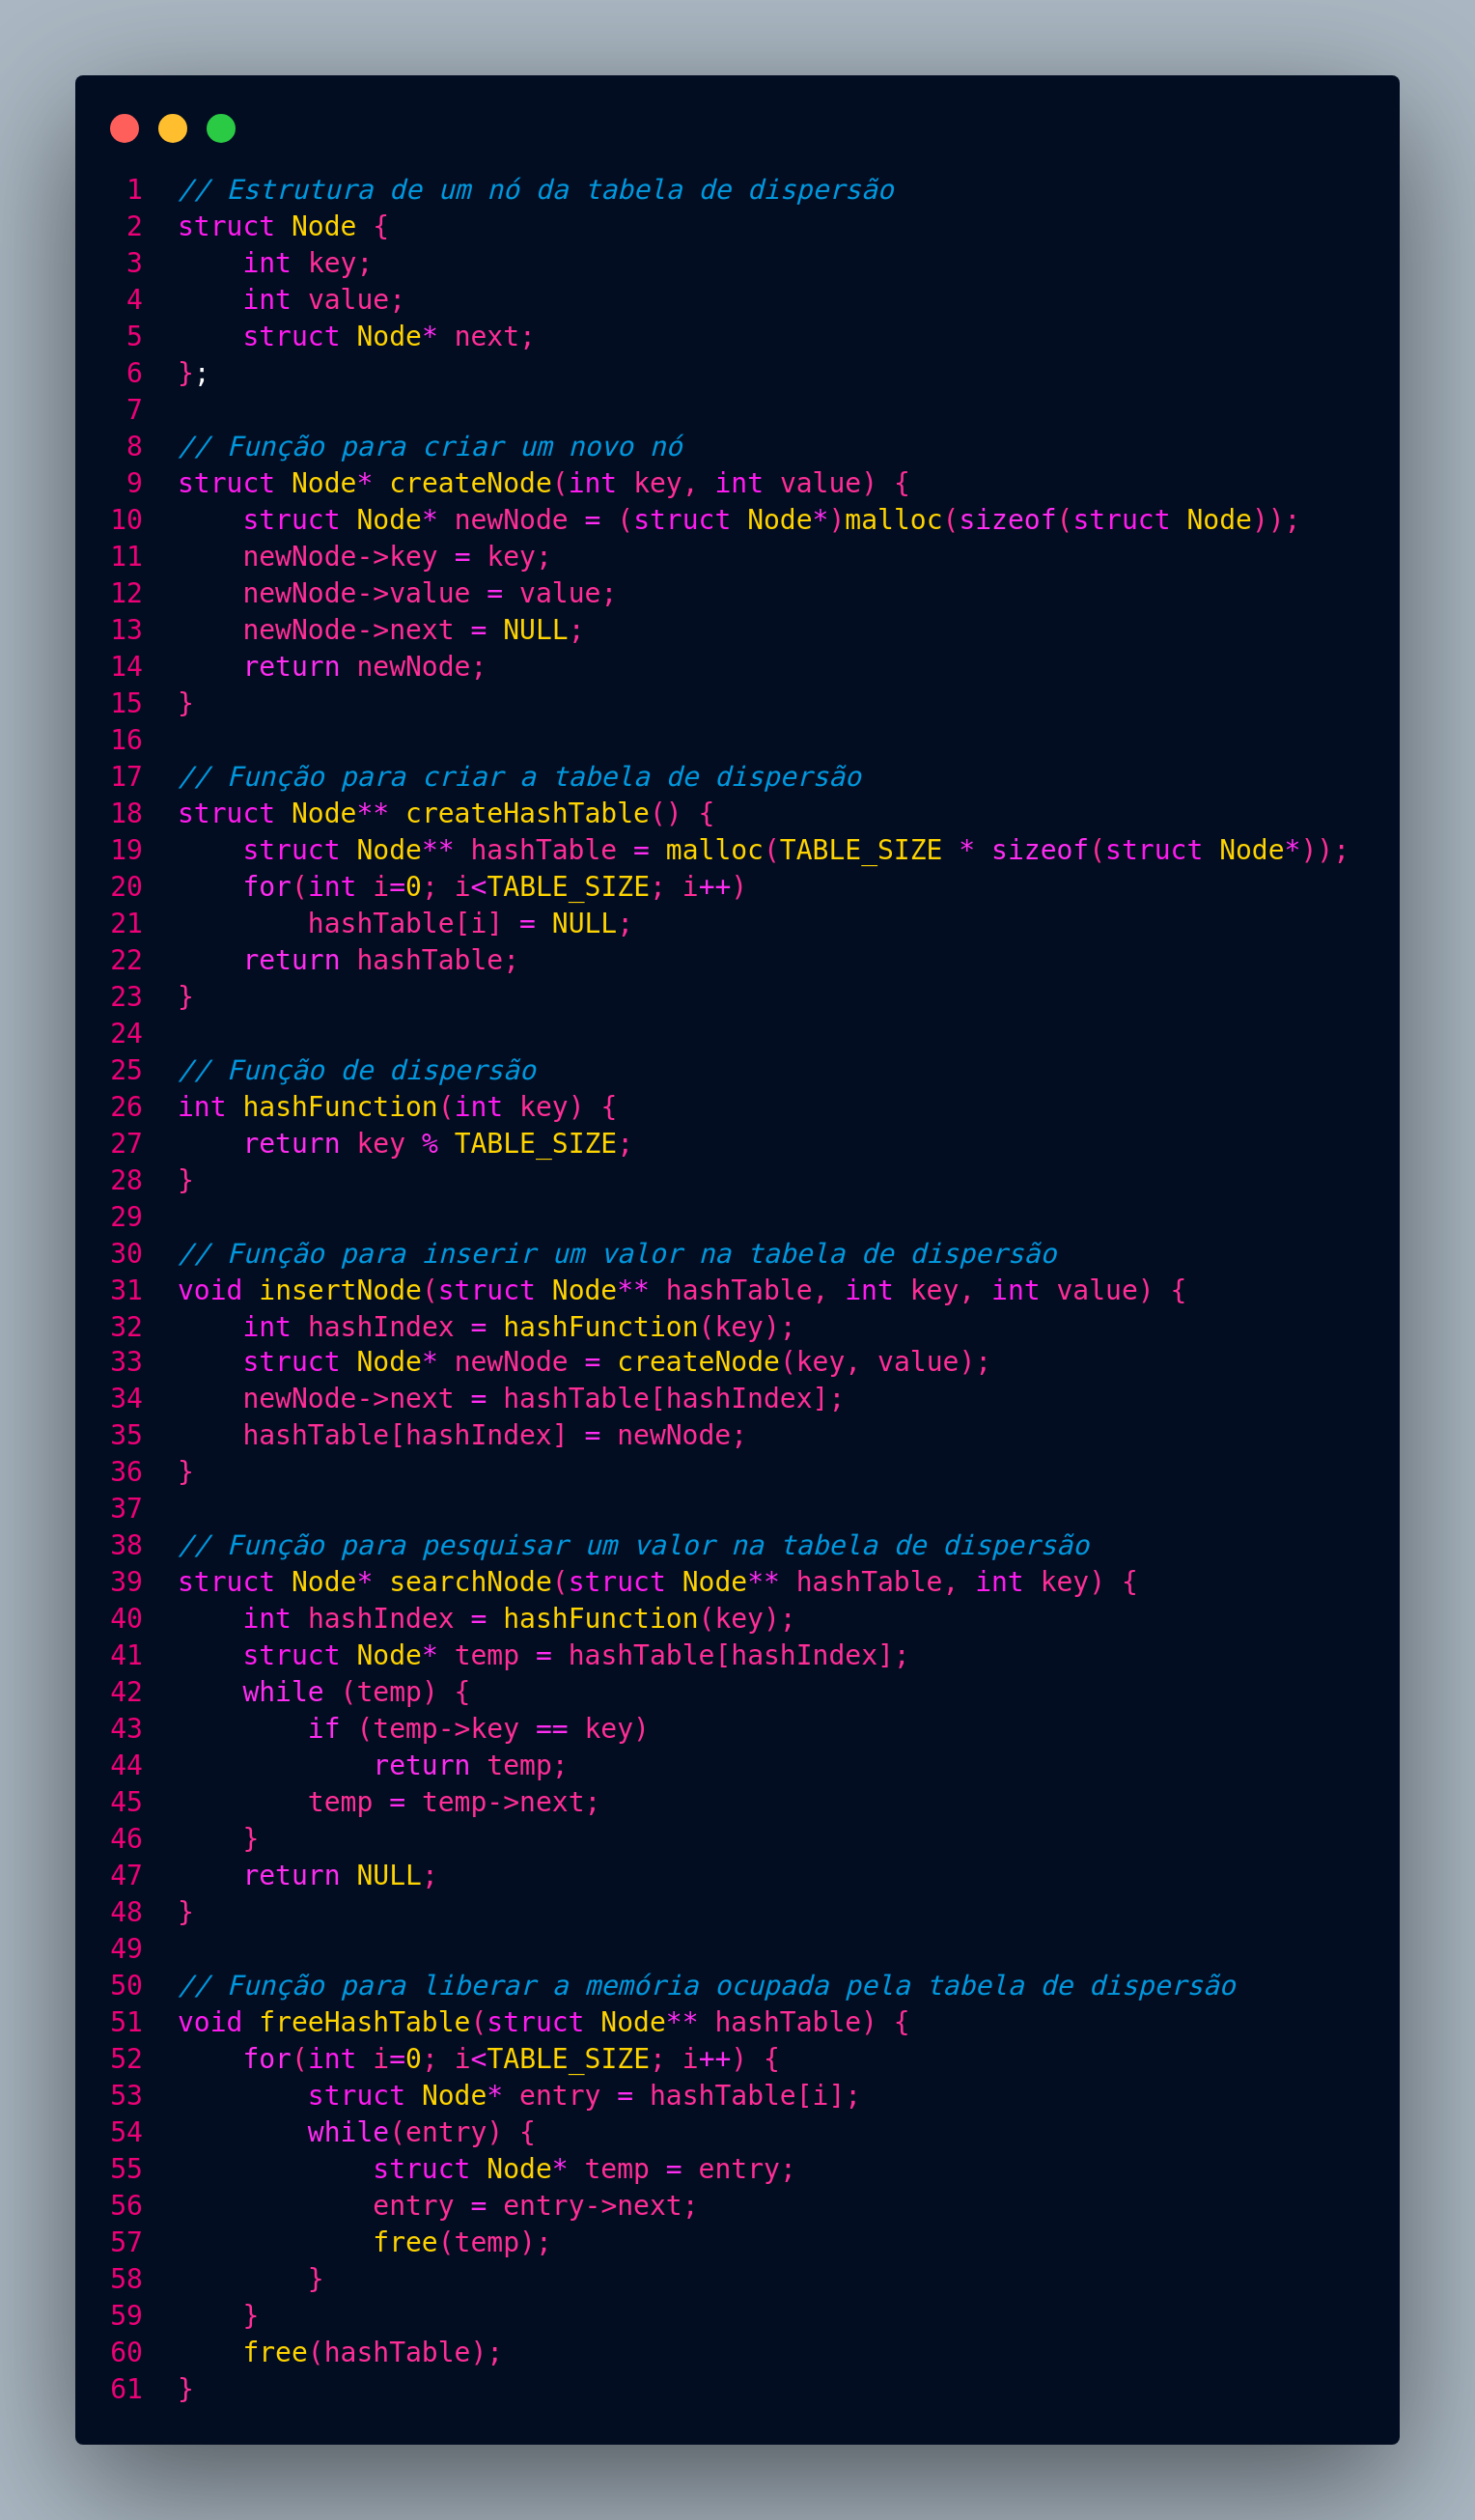 1 // Estrutura de um nó da tabela de dispersão
2 struct Node {
3     int key;
4     int value;
5     struct Node* next;
6 };
7
8 // Função para criar um novo nó
9 struct Node* createNode(int key, int value) {
10     struct Node* newNode = (struct Node*)malloc(sizeof(struct Node));
11     newNode->key = key;
12     newNode->value = value;
13     newNode->next = NULL;
14     return newNode;
15 }
16
17 // Função para criar a tabela de dispersão
18 struct Node** createHashTable() {
19     struct Node** hashTable = malloc(TABLE_SIZE * sizeof(struct Node*));
20     for(int i=0; i<TABLE_SIZE; i++)
21         hashTable[i] = NULL;
22     return hashTable;
23 }
24
25 // Função de dispersão
26 int hashFunction(int key) {
27     return key % TABLE_SIZE;
28 }
29
30 // Função para inserir um valor na tabela de dispersão
31 void insertNode(struct Node** hashTable, int key, int value) {
32     int hashIndex = hashFunction(key);
33     struct Node* newNode = createNode(key, value);
34     newNode->next = hashTable[hashIndex];
35     hashTable[hashIndex] = newNode;
36 }
37
38 // Função para pesquisar um valor na tabela de dispersão
39 struct Node* searchNode(struct Node** hashTable, int key) {
40     int hashIndex = hashFunction(key);
41     struct Node* temp = hashTable[hashIndex];
42     while (temp) {
43         if (temp->key == key)
44             return temp;
45         temp = temp->next;
46     }
47     return NULL;
48 }
49
50 // Função para liberar a memória ocupada pela tabela de dispersão
51 void freeHashTable(struct Node** hashTable) {
52     for(int i=0; i<TABLE_SIZE; i++) {
53         struct Node* entry = hashTable[i];
54         while(entry) {
55             struct Node* temp = entry;
56             entry = entry->next;
57             free(temp);
58         }
59     }
60     free(hashTable);
61 }